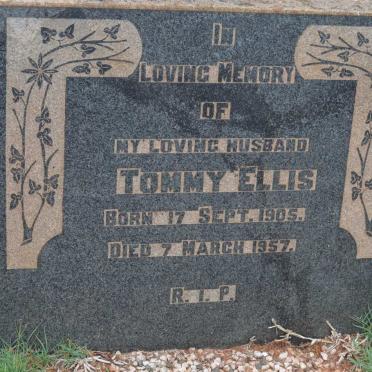 In
Loving Memory
of
my loving husband
Tommy Ellis
Born 17 Sept. 1905.
Died 7 March 1957.
R.I.P.